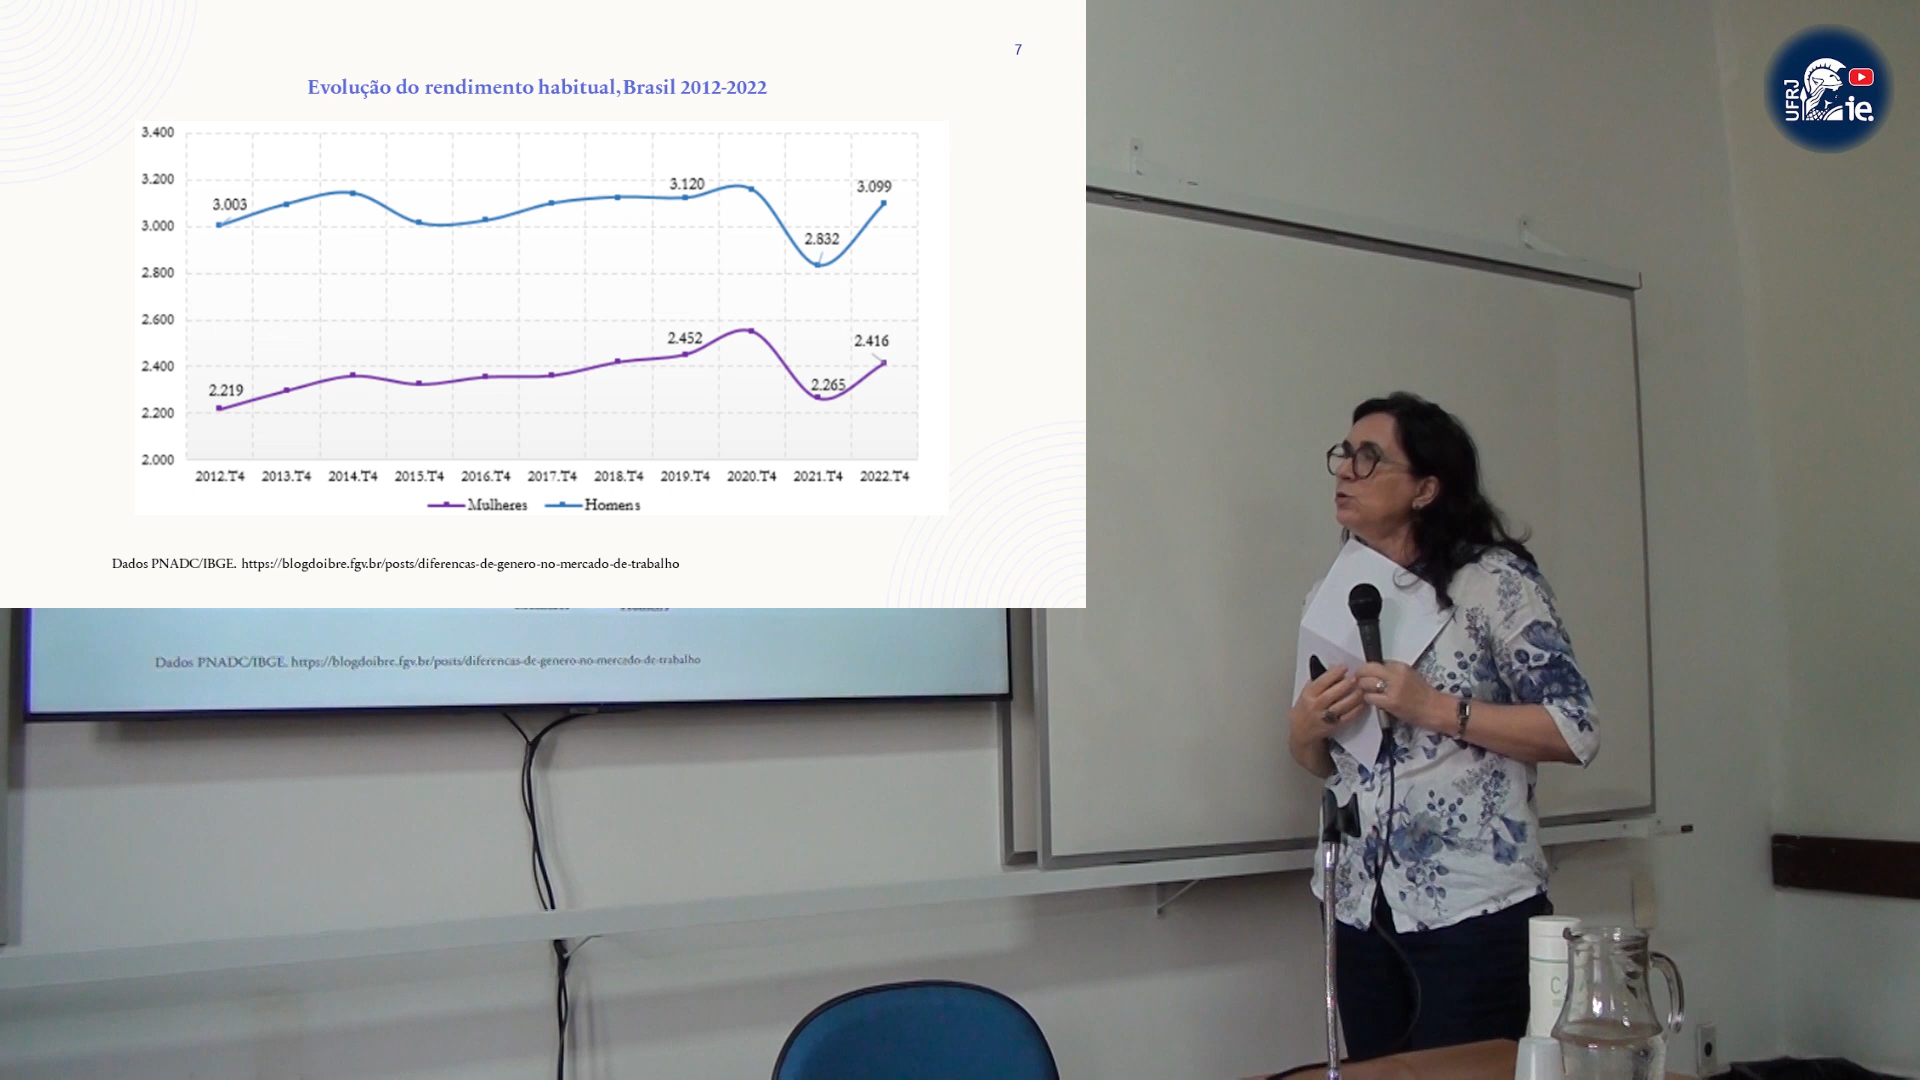 7
Evolução do rendimento habitual,Brasil 2012-2022
3.400
3.200
3.000
2.800
2.600
2.400
2.200
2.000
3.003
3.120
3.099
2.832
2.219
2.452
2.416
2.265
2012.T4 2013.T4 2014.T4 2015.T4 2016.T4 2017.T4 2018.T4 2019.T4 2020.T4 2021.T4 2022.T4
Mulheres Homens
Dados PNADC/IBGE. https://blogdoibre.fgv.br/posts/diferencas-de-genero-no-mercado-de-trabalho
Dados PNADC/IBGE. https://blogdoibre.fgv.br/posts/diferencas-de-genero-no-mercado-de-trabalho
UFRJ
ie.